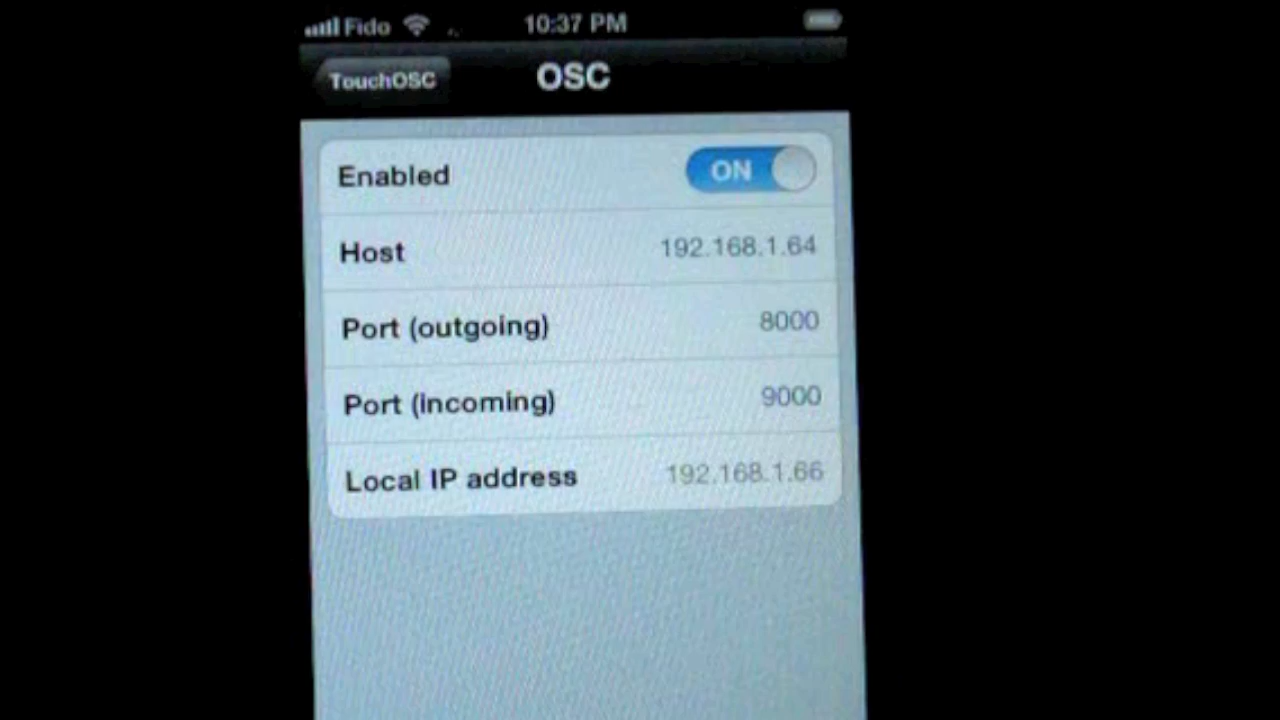 Fido 10:37 PM
TouchOSC OSC
Enabled ON
Host 192.168.1.64
Port (outgoing) 8000
Port (incoming) 9000
Local IP address 192.168.1.66